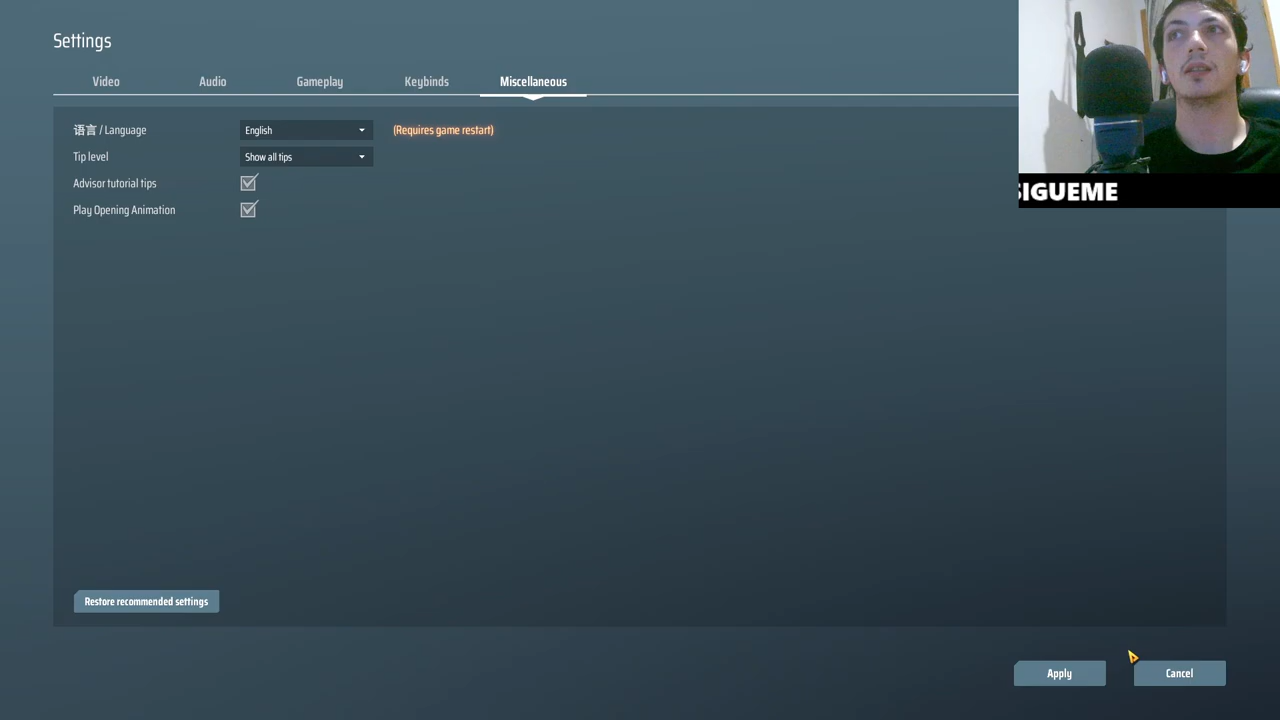 Settings
Video Audio Gameplay Keybinds Miscellaneous
语言 / Language English (Requires game restart)
Tip level Show all tips
Advisor tutorial tips
Play Opening Animation
SIGUEME
Restore recommended settings
Apply Cancel